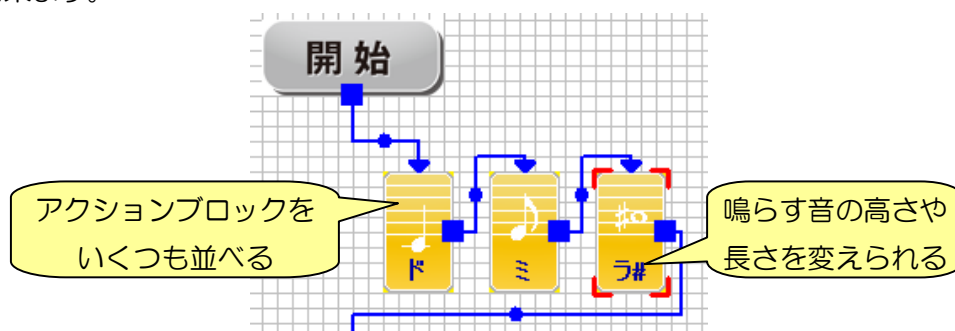 開始
アクションブロックを
いくつも並べる
ド
ミ
ラ#
鳴らす音の高さや
長さを変えられる